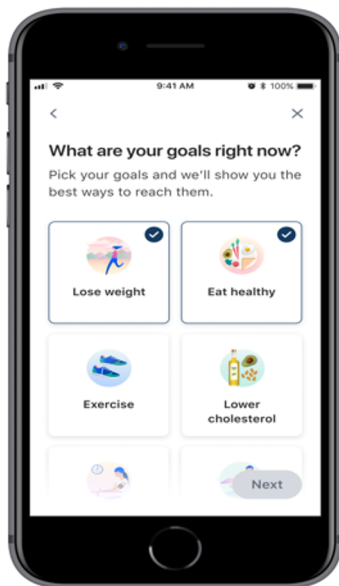 9:41 AM
100%
What are your goals right now?
Pick your goals and we'll show you the
best ways to reach them.
Lose weight
Eat healthy
Exercise
Lower
cholesterol
Next